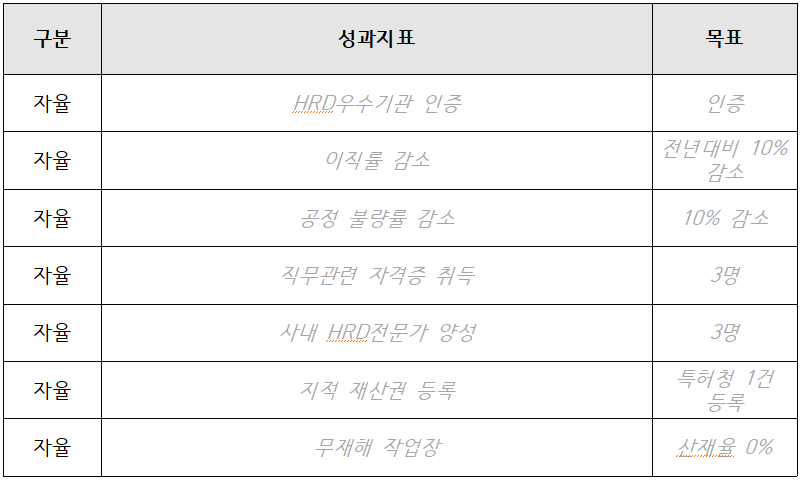 구분 성과지표 목표
자율 HRD우수기관 인증 인증
자율 이직률 감소 전년대비 10%
감소
자율 공정 불량률 감소 10% 감소
자율 직무관련 자격증 취득 3명
자율 사내 HRD전문가 양성 3명
자율 지적 재산권 등록 특허청 1건
등록
자율 무재해 작업장 산재율 0%